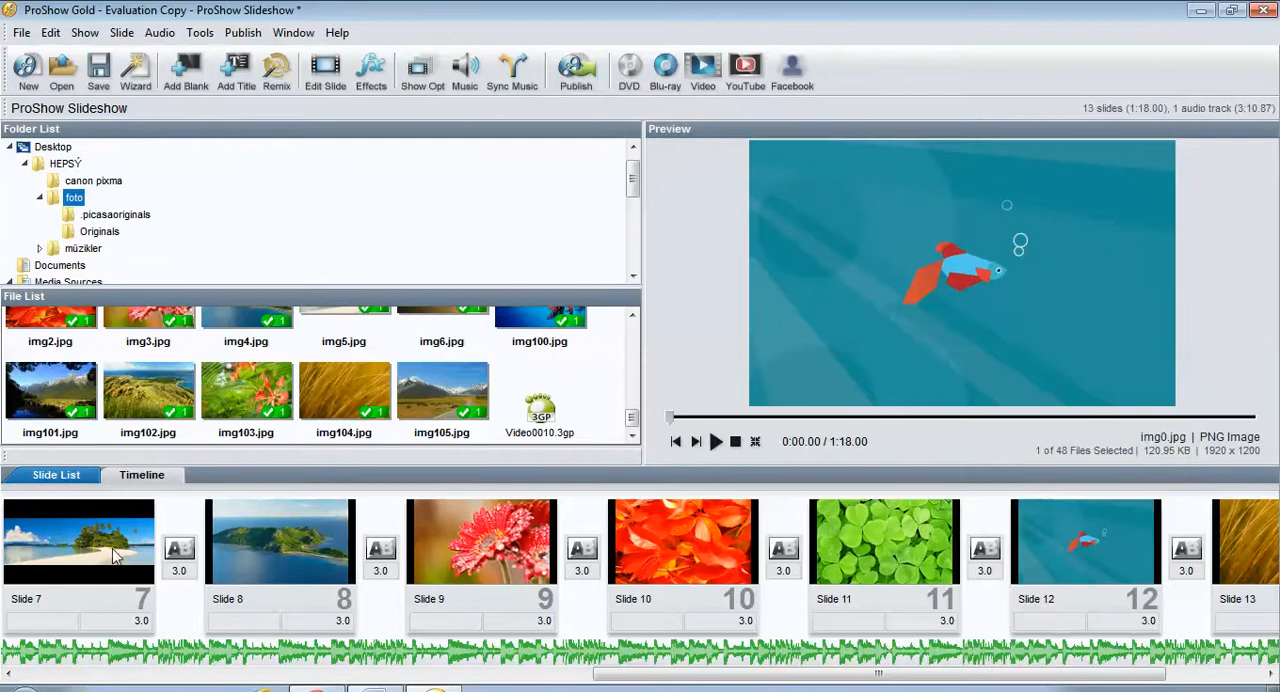 ProShow Gold - Evaluation Copy - ProShow Slideshow *
File Edit Show Slide Audio Tools Publish Window Help
New Open Save Wizard Add Blank Add Title Remix Edit Slide Effects Show Opt Music Sync Music Publish DVD Blu-ray Video YouTube Facebook
ProShow Slideshow 13 slides (1:18.00), 1 audio track (3:10.87)
Folder List
Desktop
HEPSÝ
canon pixma
foto
.picasaoriginals
Originals
müzikler
Documents
Media Sources
File List
img2.jpg img3.jpg img4.jpg img5.jpg img6.jpg img100.jpg
3GP
img101.jpg img102.jpg img103.jpg img104.jpg img105.jpg Video0010.3gp
Preview
0:00.00 / 1:18.00
img0.jpg | PNG Image
1 of 48 Files Selected | 120.95 KB | 1920 x 1200
Slide List Timeline
AB AB AB AB AB AB
3.0 3.0 3.0 3.0 3.0 3.0
Slide 7 7 Slide 8 8 Slide 9 9 Slide 10 10 Slide 11 11 Slide 12 12 Slide 13
3.0 3.0 3.0 3.0 3.0 3.0